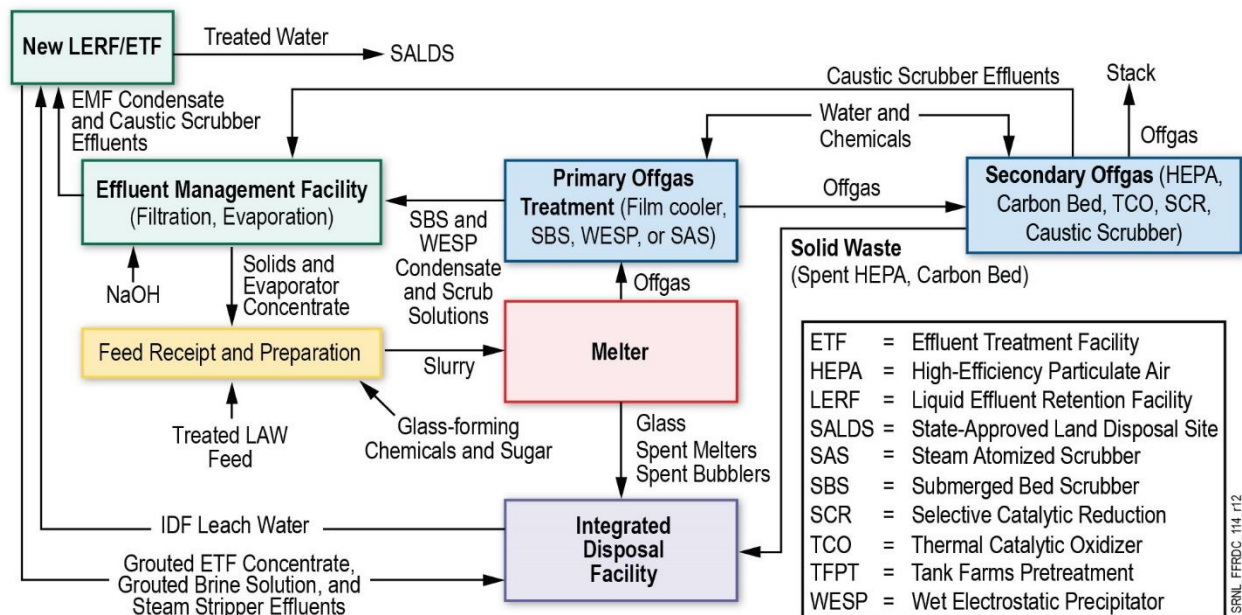 New LERF/ETF
Treated Water
SALDS
EMF Condensate
and Caustic Scrubber
Effluents
Caustic Scrubber Effluents
Stack
Water and
Chemicals
Offgas
Effluent Management Facility
(Filtration, Evaporation)
SBS and
WESP
Condensate
and Scrub
Solutions
Primary Offgas
Treatment (Film cooler,
SBS, WESP, or SAS)
Offgas
Secondary Offgas (HEPA,
Carbon Bed, TCO, SCR,
Caustic Scrubber)
Solid Waste
(Spent HEPA, Carbon Bed)
NaOH
Solids and
Evaporator
Concentrate
Offgas
Feed Receipt and Preparation
Slurry
Melter
Treated LAW
Feed
Glass-forming
Chemicals and Sugar
Glass
Spent Melters
Spent Bubblers
IDF Leach Water
Integrated
Disposal
Facility
Grouted ETF Concentrate,
Grouted Brine Solution, and
Steam Stripper Effluents
ETF = Effluent Treatment Facility
HEPA = High-Efficiency Particulate Air
LERF = Liquid Effluent Retention Facility
SALDS = State-Approved Land Disposal Site
SAS = Steam Atomized Scrubber
SBS = Submerged Bed Scrubber
SCR = Selective Catalytic Reduction
TCO = Thermal Catalytic Oxidizer
TFPT = Tank Farms Pretreatment
WESP = Wet Electrostatic Precipitator
SRNL_FFRDC_114_r12